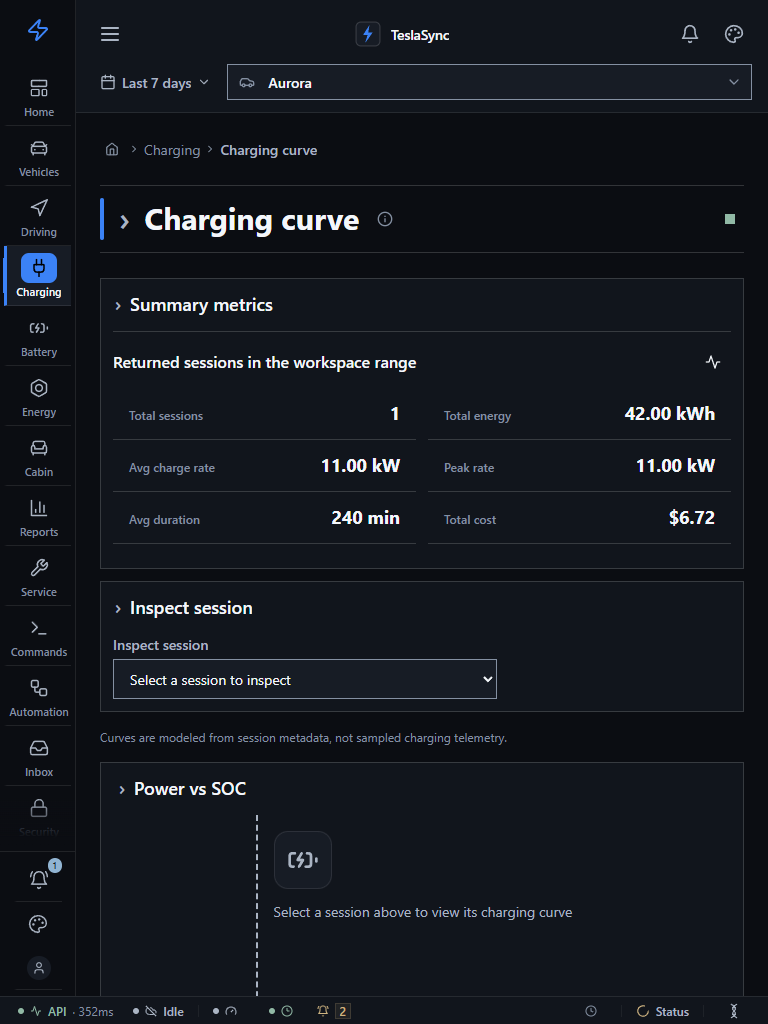 TeslaSync
Last 7 days
Aurora
Home
Vehicles
Driving
Charging
Battery
Energy
Cabin
Reports
Service
Commands
Automation
Inbox
Security
1
Charging › Charging curve
› Charging curve
› Summary metrics
Returned sessions in the workspace range
Total sessions 1
Total energy 42.00 kWh
Avg charge rate 11.00 kW
Peak rate 11.00 kW
Avg duration 240 min
Total cost $6.72
› Inspect session
Inspect session
Select a session to inspect
Curves are modeled from session metadata, not sampled charging telemetry.
› Power vs SOC
Select a session above to view its charging curve
API · 352ms Idle 2 Status